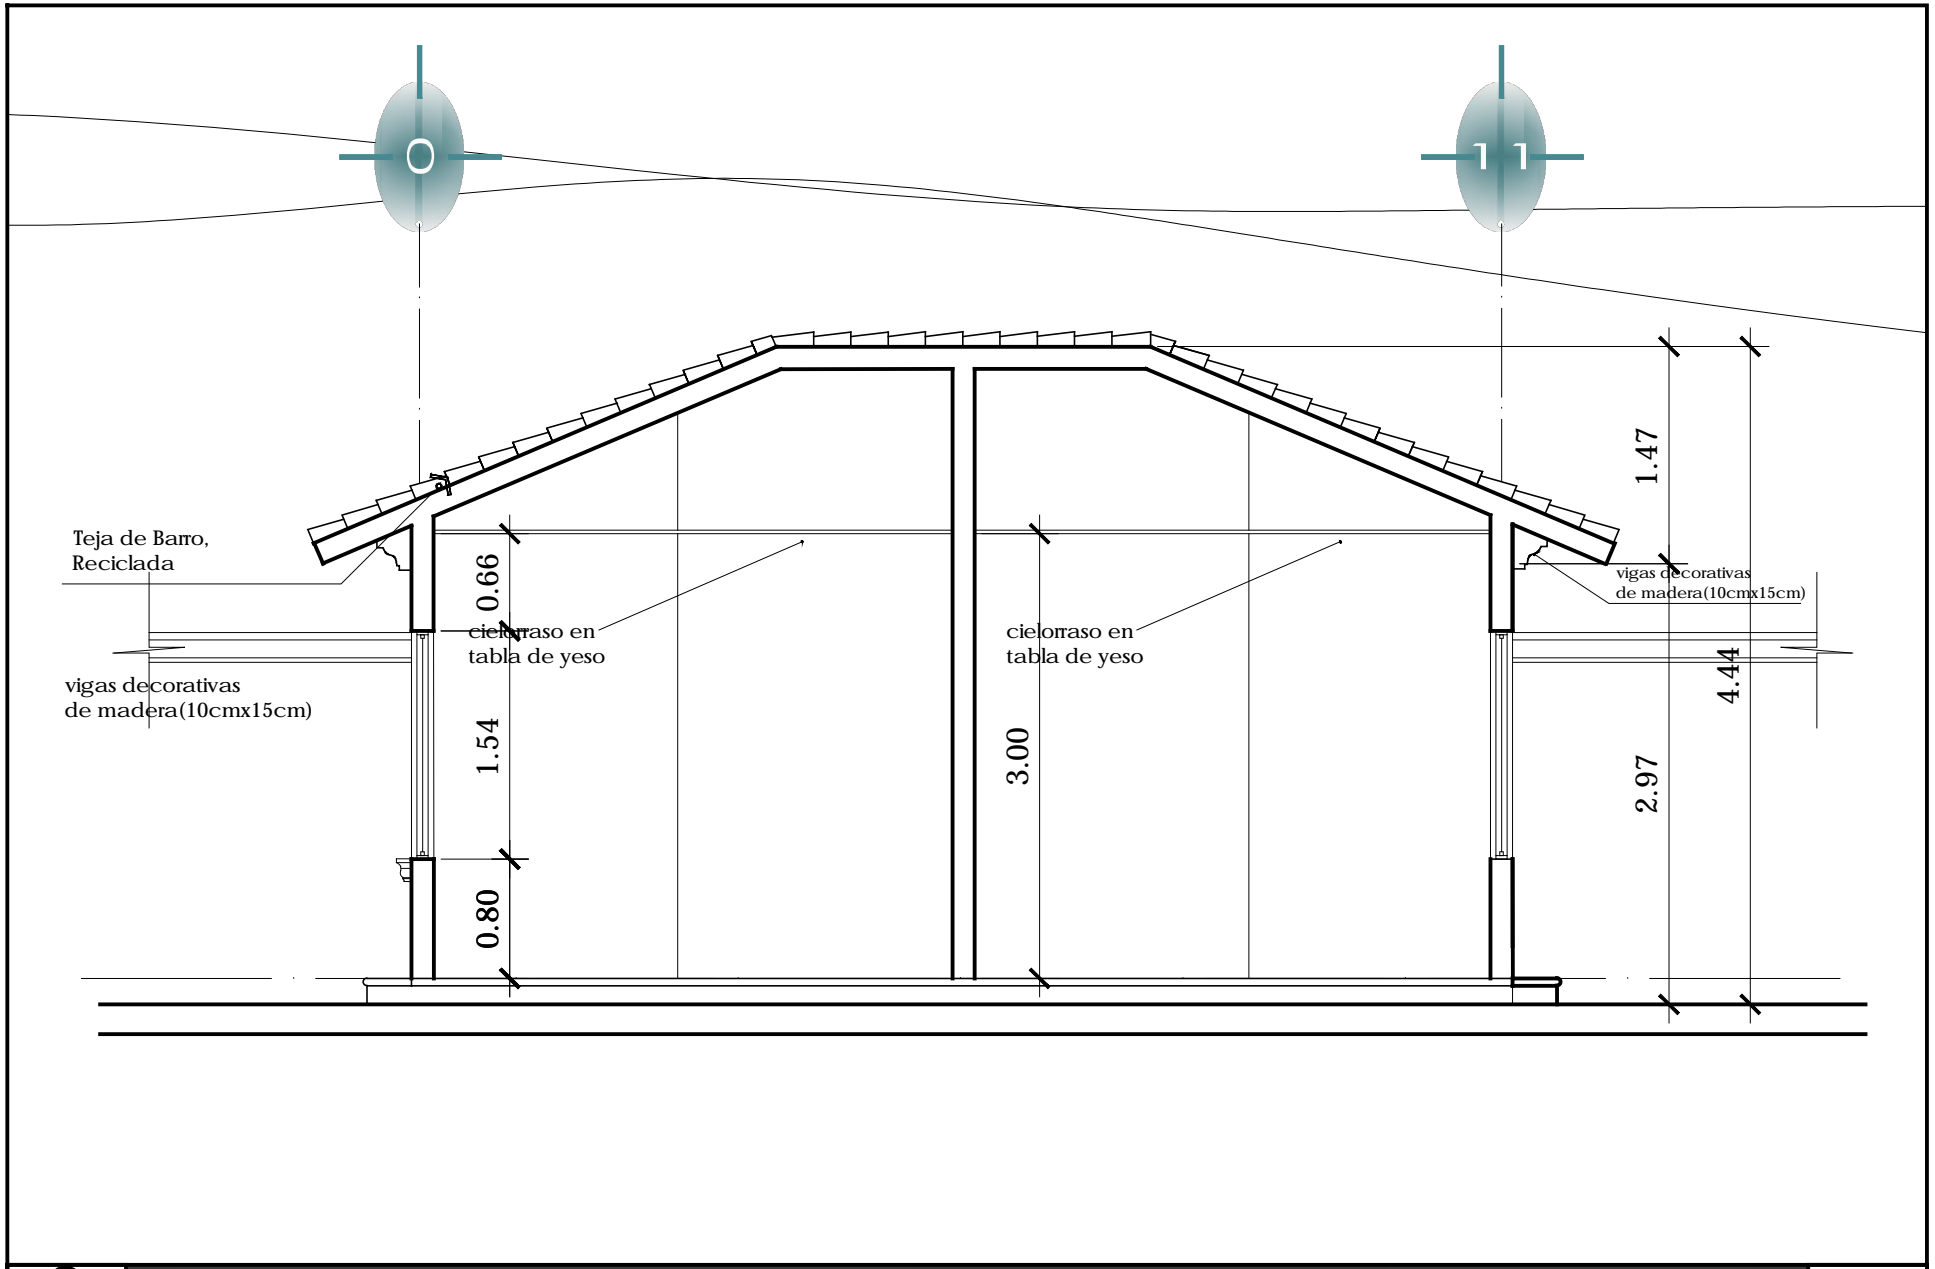 0
11
1.47
Teja de Barro,
Reciclada
0.66
vigas decorativas
de madera(10cmx15cm)
cielorraso en
tabla de yeso
cielorraso en
tabla de yeso
4.44
vigas decorativas
de madera(10cmx15cm)
1.54
3.00
2.97
0.80